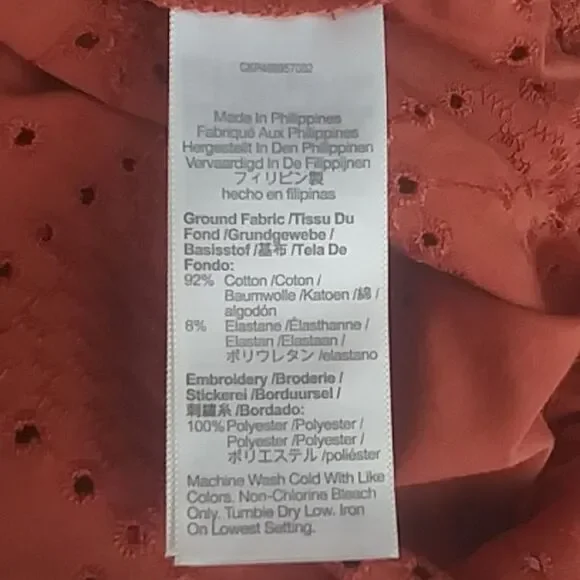 Made In Philippines
Fabriqué Aux Philippines
Hergestellt In Den Philippinen
Vervaardigd In De Filippijnen
フィリピン製
hecho en filipinas
Ground Fabric /Tissu Du
Fond /Grundgewebe /
Basisstof /基布 /Tela De
Fondo:
92% Cotton /Coton /
Baumwolle /Katoen /綿 /
algodón
8% Elastane /Élasthanne /
Elastan /Elastaan /
ポリウレタン /elastano
Embroidery /Broderie /
Stickerei /Borduursel /
刺繍糸 /Bordado:
100% Polyester /Polyester /
Polyester /Polyester /
ポリエステル /poliéster
Machine Wash Cold With Like
Colors. Non-Chlorine Bleach
Only. Tumble Dry Low. Iron
On Lowest Setting.